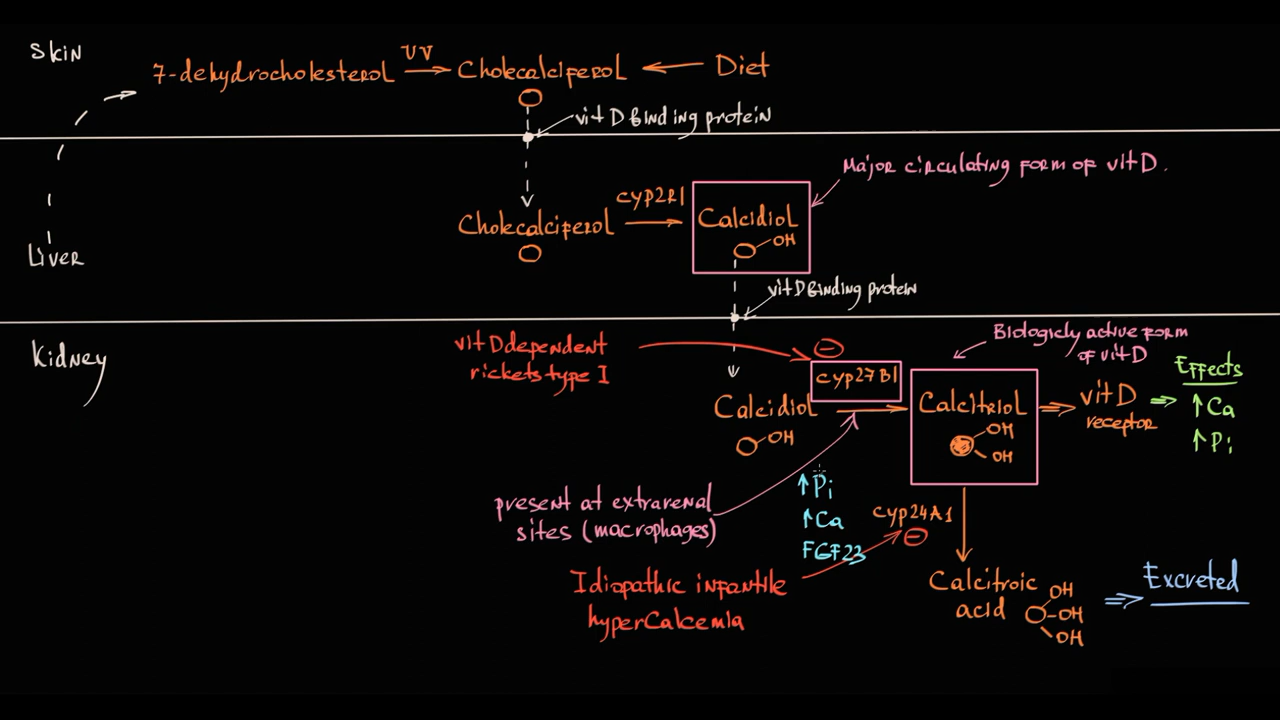 Skin
7-dehydrocholesterol UV Cholecalciferol Diet
vit D Binding protein
Major circulating form of vit D.
Cholecalciferol CYP2R1 Calcidiol
OH
Liver
vit D Binding protein
Kidney
vit D dependent
rickets type I
Biologicly active form
of vit D
Effects
CYP27B1
Calcidiol
OH
Calcitriol
OH
OH
vit D
receptor
↑ Ca
↑ Pi
present at extrarenal
sites (macrophages)
↑ Pi
↑ Ca
FGF23
CYP24A1
Idiopathic infantile
hyperCalcemia
Calcitroic
acid
OH
OH
OH
Excreted